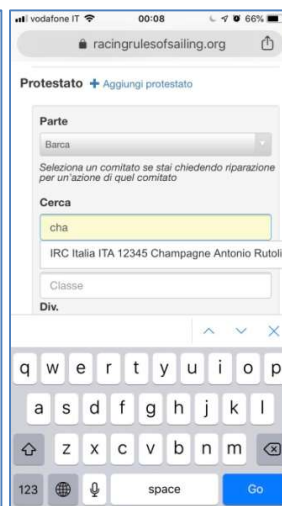 vodafone IT 00:08 66%
racingrulesofsailing.org
Protestato + Aggiungi protestato
Parte
Barca
Seleziona un comitato se stai chiedendo riparazione
per un'azione di quel comitato
Cerca
cha
IRC Italia ITA 12345 Champagne Antonio Rutoli
Classe
Div.
q w e r t y u i o p
a s d f g h j k l
z x c v b n m
123 space Go